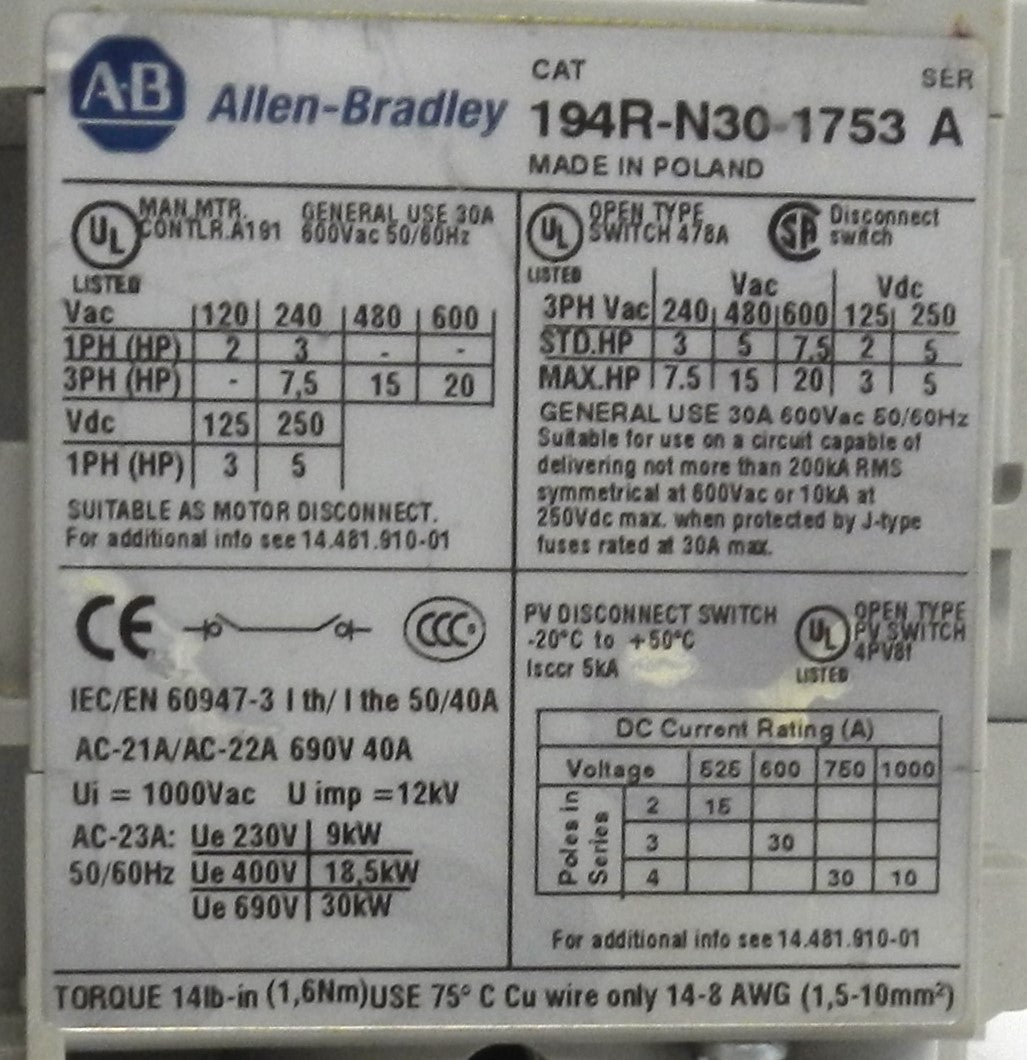 A·B Allen-Bradley
CAT SER
194R-N30-1753 A
MADE IN POLAND
UL LISTED
MAN.MTR. CONTLR.A191
GENERAL USE 30A
600Vac 50/60Hz
Vac 120 240 480 600
1PH (HP) 2 3 - -
3PH (HP) - 7,5 15 20
Vdc 125 250
1PH (HP) 3 5
SUITABLE AS MOTOR DISCONNECT.
For additional info see 14.481.910-01
UL LISTED
OPEN TYPE
SWITCH 478A
SA Disconnect
switch
Vac Vdc
3PH Vac 240 480 600 125 250
STD.HP 3 5 7,5 2 5
MAX.HP 7.5 15 20 3 5
GENERAL USE 30A 600Vac 50/60Hz
Suitable for use on a circuit capable of
delivering not more than 200kA RMS
symmetrical at 600Vac or 10kA at
250Vdc max. when protected by J-type
fuses rated at 30A max.
CE CCC
IEC/EN 60947-3 I th/ I the 50/40A
AC-21A/AC-22A 690V 40A
Ui = 1000Vac U imp =12kV
AC-23A: Ue 230V 9kW
50/60Hz Ue 400V 18,5kW
Ue 690V 30kW
PV DISCONNECT SWITCH
-20°C to +50°C
Isccr 5kA
UL LISTED
OPEN TYPE
PV SWITCH
DC Current Rating (A)
Voltage 525 600 750 1000
Poles in Series
2 15
3 30
4 30 10
For additional info see 14.481.910-01
TORQUE 14lb-in (1,6Nm) USE 75° C Cu wire only 14-8 AWG (1,5-10mm²)